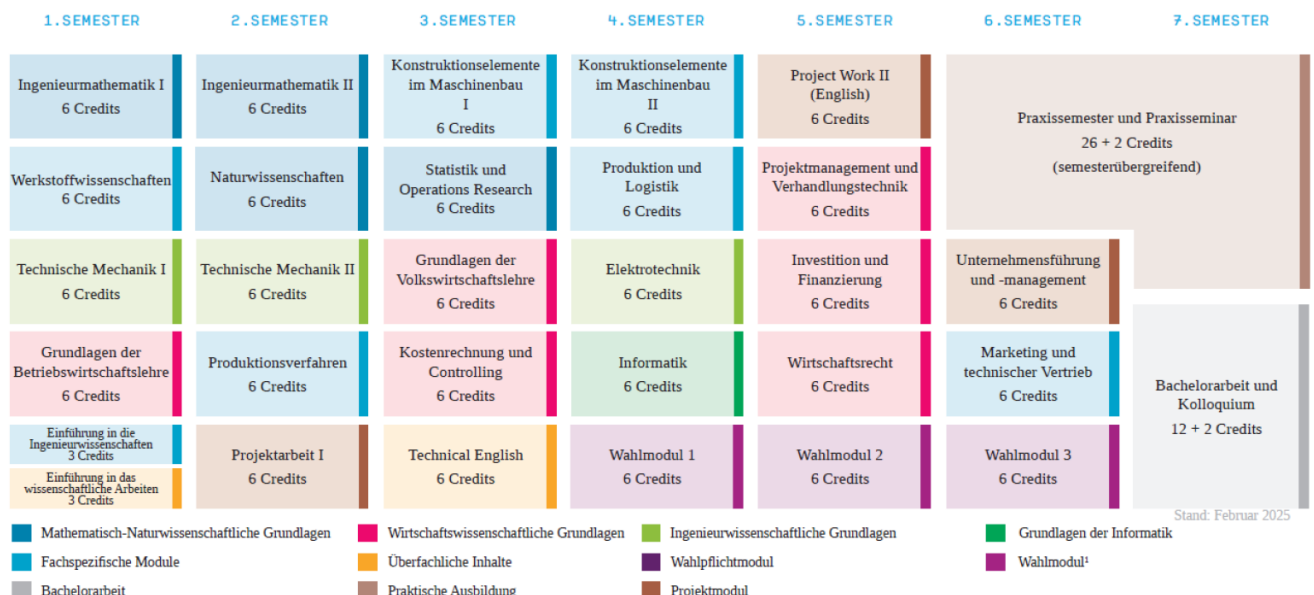 1.SEMESTER
2.SEMESTER
3.SEMESTER
4.SEMESTER
5.SEMESTER
6.SEMESTER
7.SEMESTER
Ingenieurmathematik I
6 Credits
Ingenieurmathematik II
6 Credits
Konstruktionselemente
im Maschinenbau
I
6 Credits
Konstruktionselemente
im Maschinenbau
II
6 Credits
Project Work II
(English)
6 Credits
Praxissemester und Praxisseminar
26 + 2 Credits
(semesterübergreifend)
Werkstoffwissenschaften
6 Credits
Naturwissenschaften
6 Credits
Statistik und
Operations Research
6 Credits
Produktion und
Logistik
6 Credits
Projektmanagement und
Verhandlungstechnik
6 Credits
Technische Mechanik I
6 Credits
Technische Mechanik II
6 Credits
Grundlagen der
Volkswirtschaftslehre
6 Credits
Elektrotechnik
6 Credits
Investition und
Finanzierung
6 Credits
Unternehmensführung
und -management
6 Credits
Grundlagen der
Betriebswirtschaftslehre
6 Credits
Produktionsverfahren
6 Credits
Kostenrechnung und
Controlling
6 Credits
Informatik
6 Credits
Wirtschaftsrecht
6 Credits
Marketing und
technischer Vertrieb
6 Credits
Bachelorarbeit und
Kolloquium
12 + 2 Credits
Einführung in die
Ingenieurwissenschaften
3 Credits
Einführung in das
wissenschaftliche Arbeiten
3 Credits
Projektarbeit I
6 Credits
Technical English
6 Credits
Wahlmodul 1
6 Credits
Wahlmodul 2
6 Credits
Wahlmodul 3
6 Credits
Stand: Februar 2025
Mathematisch-Naturwissenschaftliche Grundlagen
Wirtschaftswissenschaftliche Grundlagen
Ingenieurwissenschaftliche Grundlagen
Grundlagen der Informatik
Fachspezifische Module
Überfachliche Inhalte
Wahlpflichtmodul
Wahlmodul¹
Bachelorarbeit
Praktische Ausbildung
Projektmodul